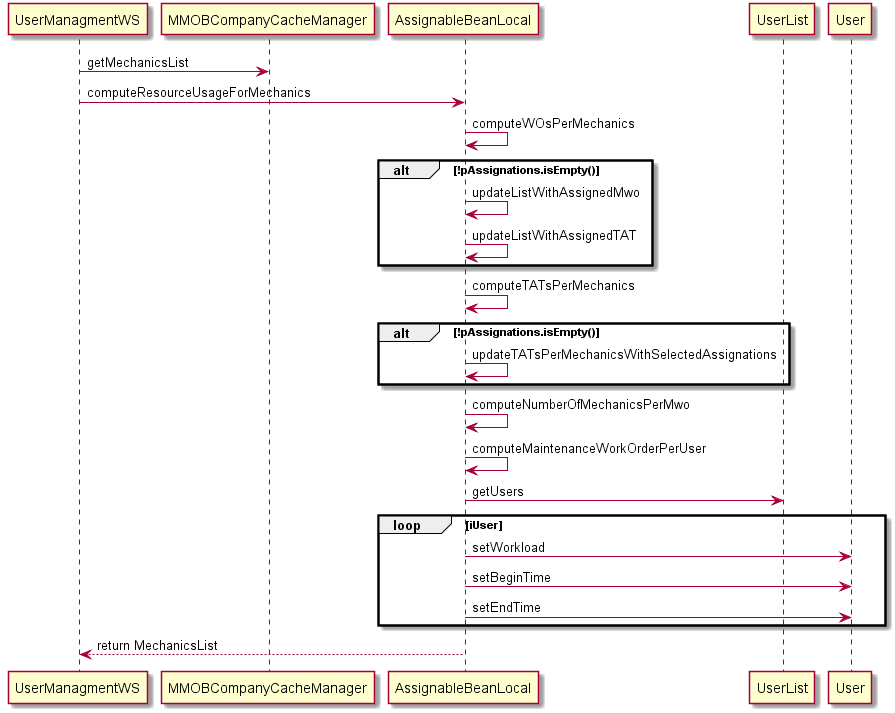 UserManagmentWS MMOBCompanyCacheManager AssignableBeanLocal UserList User
getMechanicsList
computeResourceUsageForMechanics
computeWOsPerMechanics
alt [!pAssignations.isEmpty()]
updateListWithAssignedMwo
updateListWithAssignedTAT
computeTATsPerMechanics
alt [!pAssignations.isEmpty()]
updateTATsPerMechanicsWithSelectedAssignations
computeNumberOfMechanicsPerMwo
computeMaintenanceWorkOrderPerUser
getUsers
loop [iUser]
setWorkload
setBeginTime
setEndTime
return MechanicsList
UserManagmentWS MMOBCompanyCacheManager AssignableBeanLocal UserList User